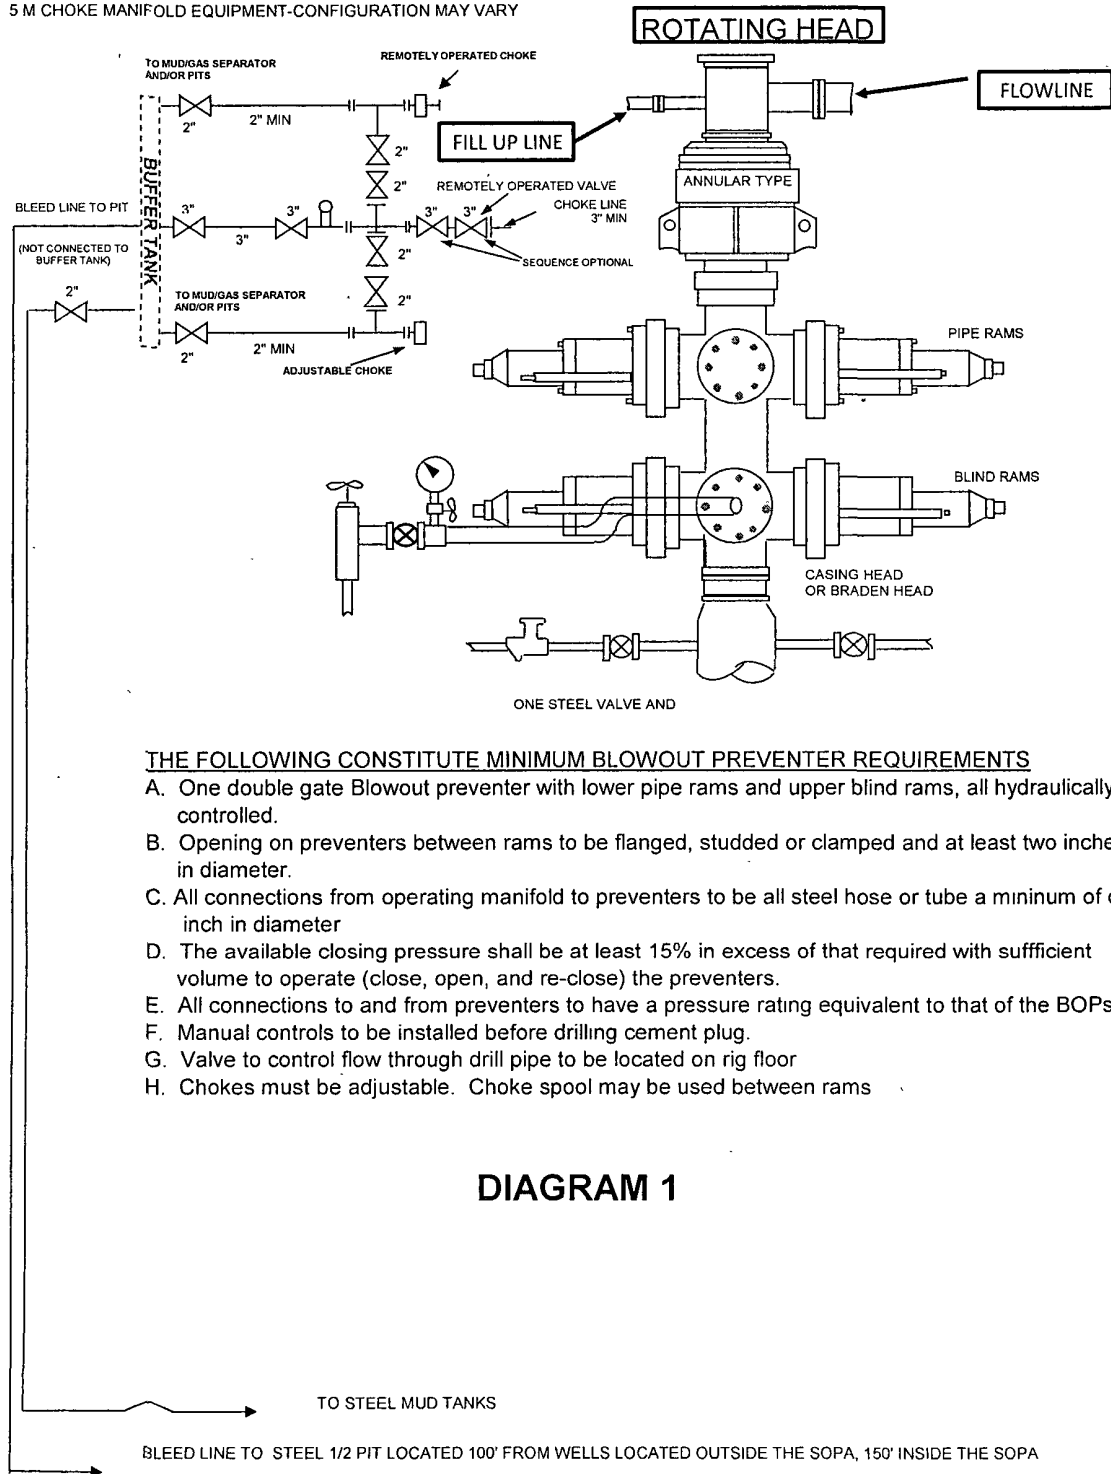 5 M CHOKE MANIFOLD EQUIPMENT-CONFIGURATION MAY VARY
ROTATING HEAD
REMOTELY OPERATED CHOKE
TO MUD/GAS SEPARATOR
AND/OR PITS
FLOWLINE
2"
2" MIN
FILL UP LINE
2"
2"
BUFFER TANK
ANNULAR TYPE
REMOTELY OPERATED VALVE
CHOKE LINE
3" MIN
BLEED LINE TO PIT
3"
3"
3"
3"
3"
(NOT CONNECTED TO
BUFFER TANK)
2"
SEQUENCE OPTIONAL
2"
TO MUD/GAS SEPARATOR
AND/OR PITS
2"
2"
2" MIN
ADJUSTABLE CHOKE
PIPE RAMS
BLIND RAMS
CASING HEAD
OR BRADEN HEAD
ONE STEEL VALVE AND
THE FOLLOWING CONSTITUTE MINIMUM BLOWOUT PREVENTER REQUIREMENTS
A. One double gate Blowout preventer with lower pipe rams and upper blind rams, all hydraulically
controlled.
B. Opening on preventers between rams to be flanged, studded or clamped and at least two inche
in diameter.
C. All connections from operating manifold to preventers to be all steel hose or tube a mininum of
inch in diameter
D. The available closing pressure shall be at least 15% in excess of that required with suffficient
volume to operate (close, open, and re-close) the preventers.
E. All connections to and from preventers to have a pressure rating equivalent to that of the BOPs
F. Manual controls to be installed before drilling cement plug.
G. Valve to control flow through drill pipe to be located on rig floor
H. Chokes must be adjustable. Choke spool may be used between rams
DIAGRAM 1
TO STEEL MUD TANKS
BLEED LINE TO STEEL 1/2 PIT LOCATED 100' FROM WELLS LOCATED OUTSIDE THE SOPA, 150' INSIDE THE SOPA